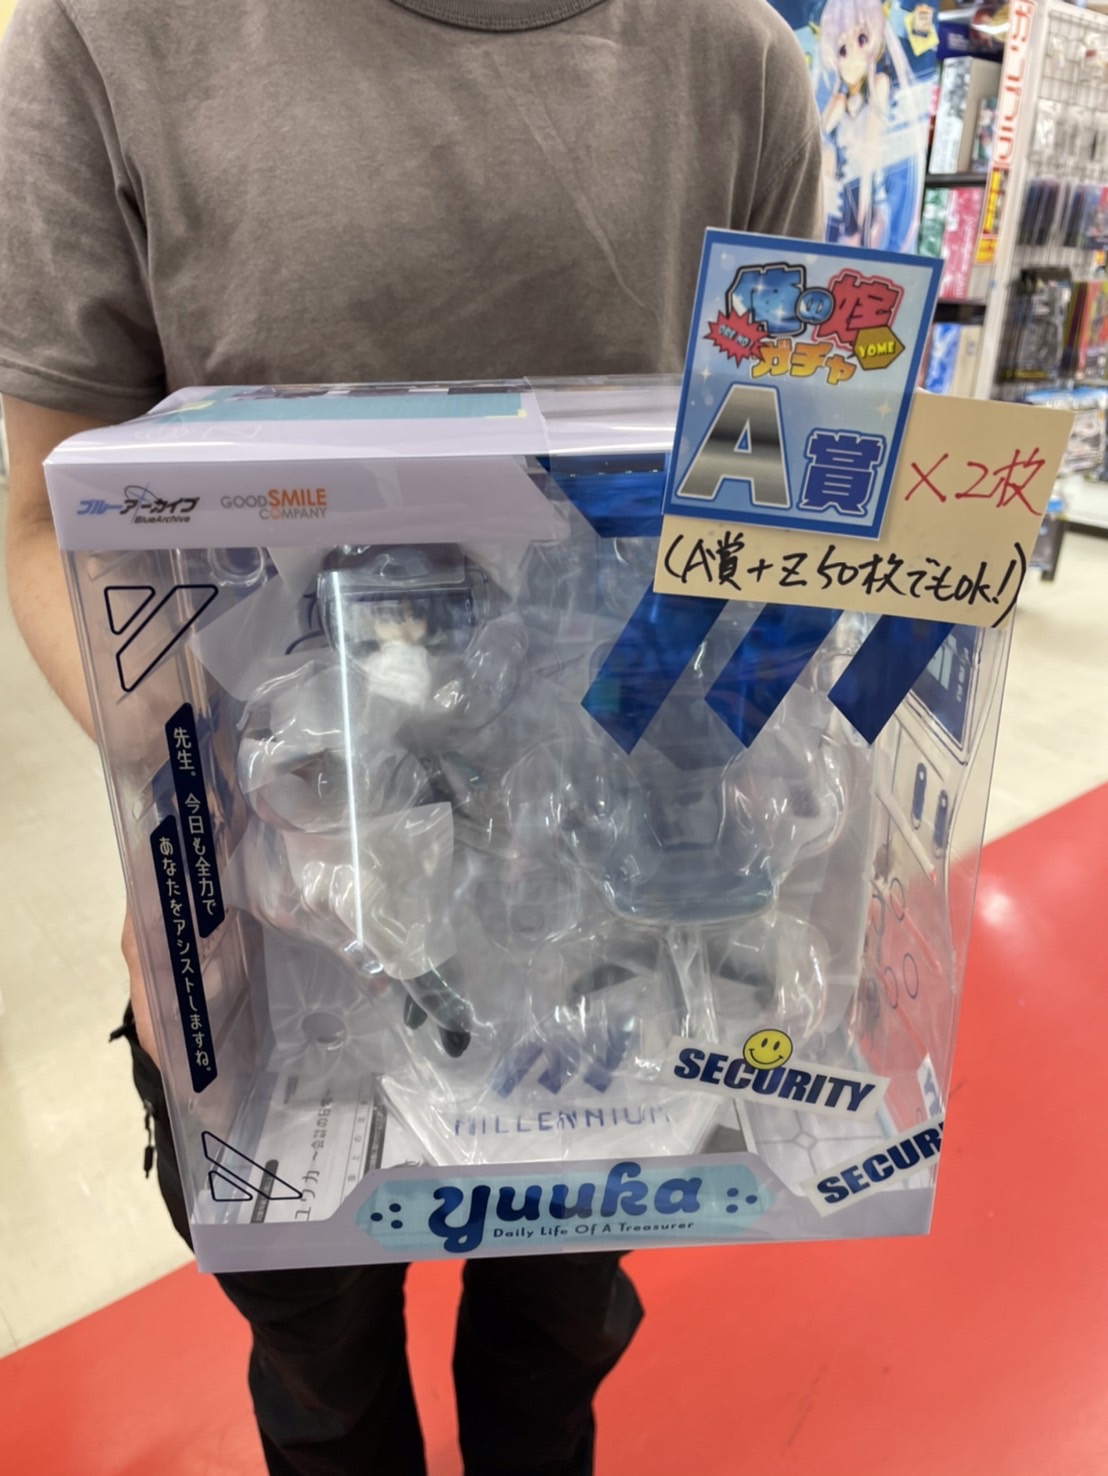 俺の嫁
ORE NO!
ガチャ
YOME
A賞
×2枚
(A賞+Z50枚でもok!)
ブルーアーカイブ
BlueArchive
GOOD SMILE
COMPANY
先生。今日も全力で
あなたをアシストしますね。
MILLENNIUM
SECURITY
SECUR
Yuuka
Daily Life Of A Treasurer